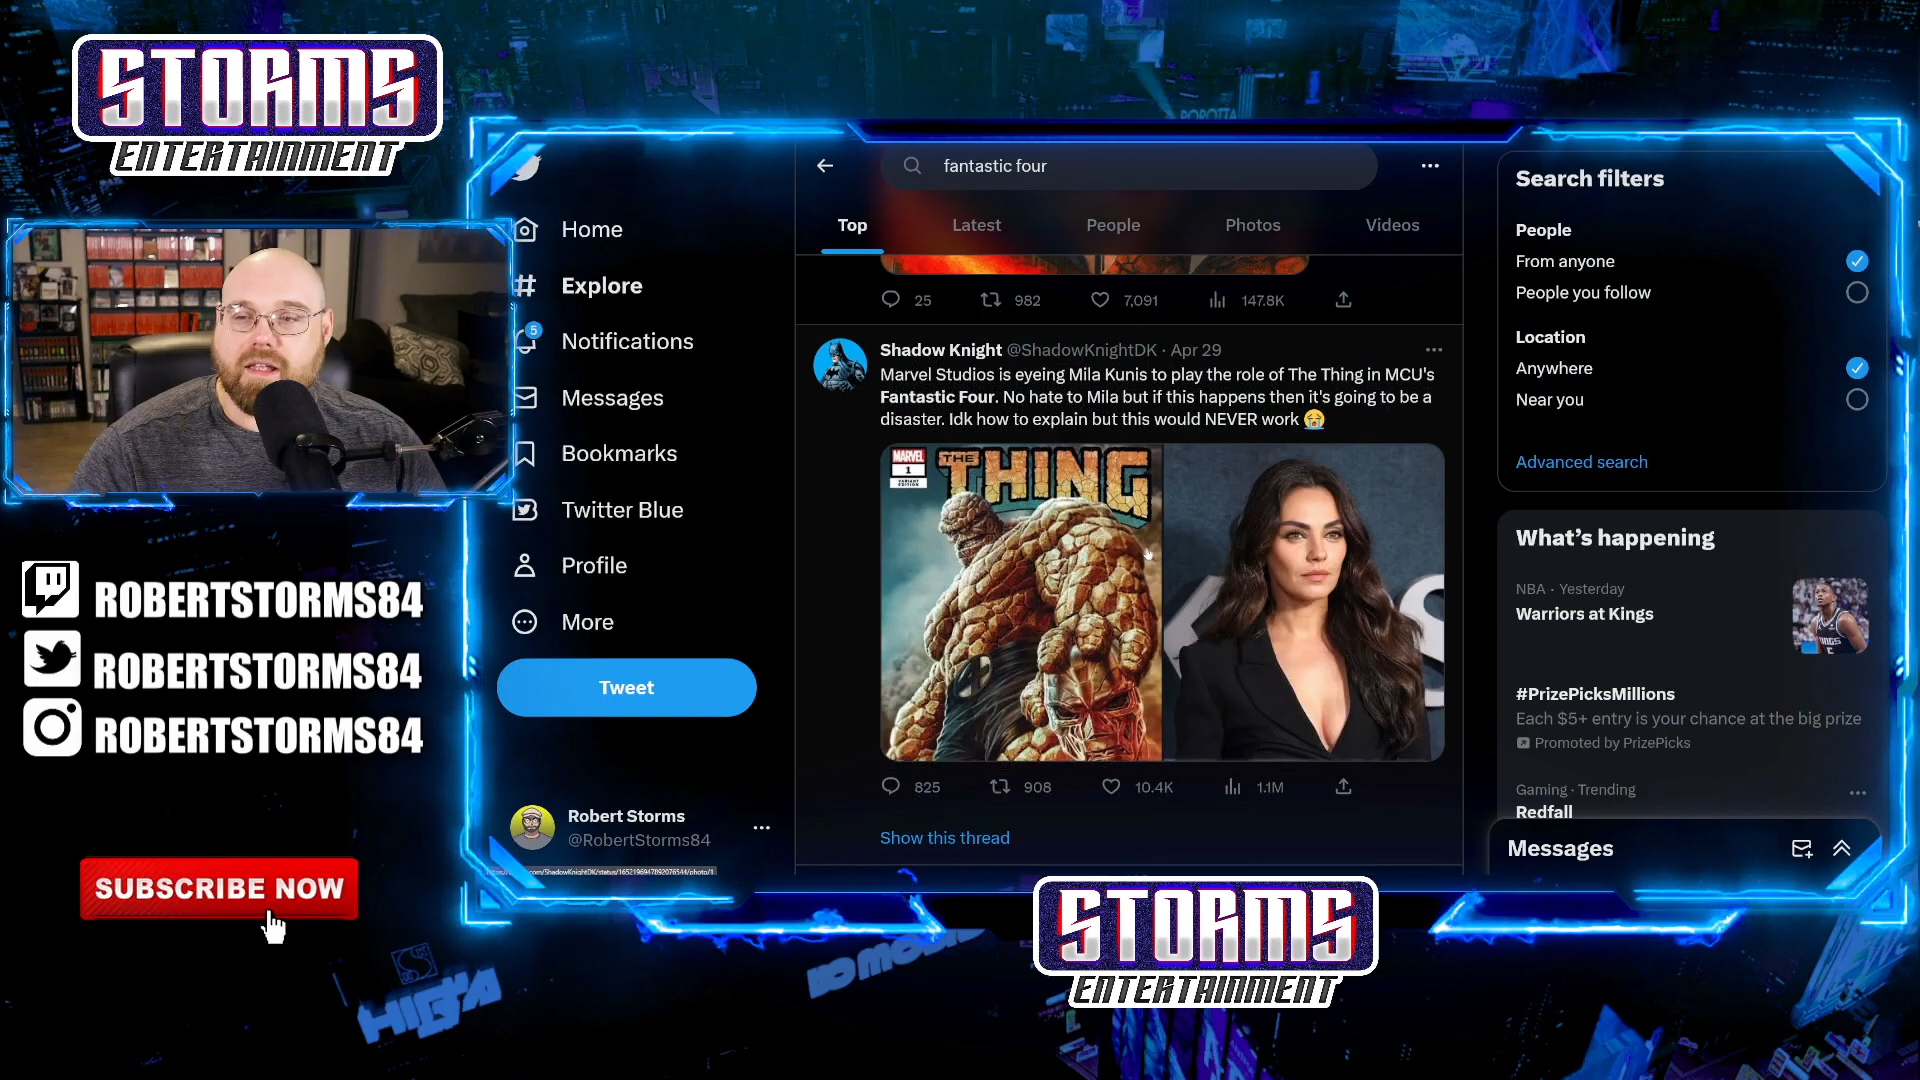 STORMS
ENTERTAINMENT
ROBERTSTORMS84
ROBERTSTORMS84
ROBERTSTORMS84
SUBSCRIBE NOW
Home
Explore
5
Notifications
Messages
Bookmarks
Twitter Blue
Profile
More
Tweet
Robert Storms
@RobertStorms84
fantastic four
Top Latest People Photos Videos
25 982 7,091 147.8K
Shadow Knight @ShadowKnightDK · Apr 29
Marvel Studios is eyeing Mila Kunis to play the role of The Thing in MCU's
Fantastic Four. No hate to Mila but if this happens then it's going to be a
disaster. Idk how to explain but this would NEVER work 😭
MARVEL
1
VARIANT
EDITION
THE
THING
825 908 10.4K 1.1M
Show this thread
Search filters
People
From anyone
People you follow
Location
Anywhere
Near you
Advanced search
What's happening
NBA · Yesterday
Warriors at Kings
#PrizePicksMillions
Each $5+ entry is your chance at the big prize
Promoted by PrizePicks
Gaming · Trending
Redfall
Messages
STORMS
ENTERTAINMENT